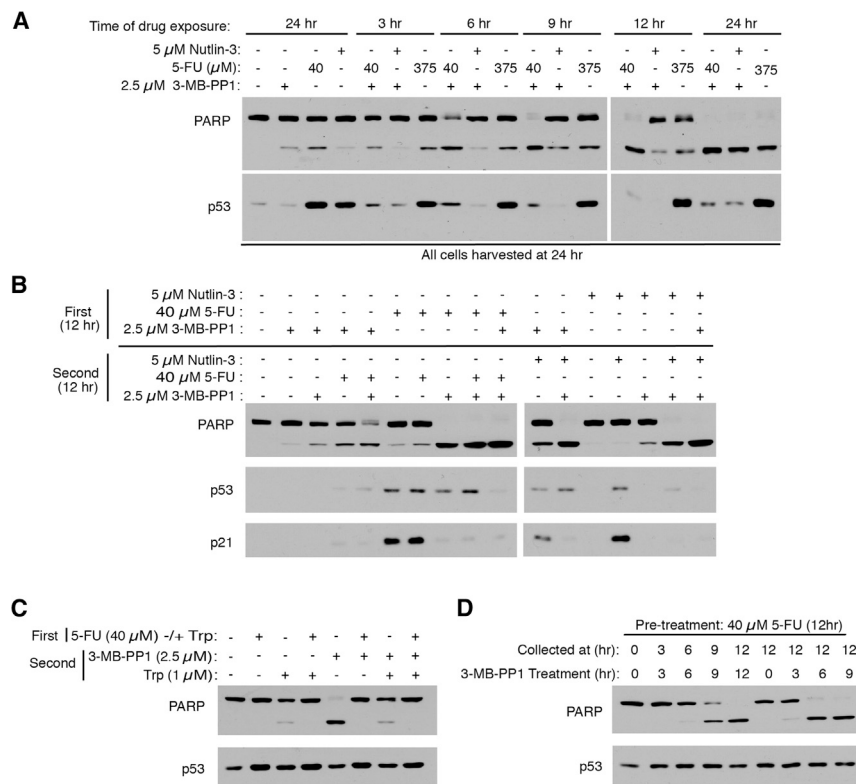 A
Time of drug exposure: 24 hr 3 hr 6 hr 9 hr 12 hr 24 hr
5 µM Nutlin-3: - - - + - + - - + - - + - - + - - + -
5-FU (µM): - - 40 - 40 - 375 40 - 375 40 - 375 40 - 375 40 - 375
2.5 µM 3-MB-PP1 - + - - + + - + + - + + - + + - + + -
PARP
p53
All cells harvested at 24 hr
B
First (12 hr)
5 µM Nutlin-3 : - - - - - - - - - - - - + + + + +
40 µM 5-FU : - - - - - + + + + + - - - - - - -
2.5 µM 3-MB-PP1 : - + + + + - - - - + + + - - - - +
Second (12 hr)
5 µM Nutlin-3 : - - - - - - - - - - + + - + - + +
40 µM 5-FU : - - - + + - + - + + - - - - - - -
2.5 µM 3-MB-PP1 : - - + - + - - + + + - + - - + + +
PARP
p53
p21
C
First 5-FU (40 µM) -/+ Trp: - + - + - + - +
Second 3-MB-PP1 (2.5 µM): - - - - + + + +
Trp (1 µM): - - + + - - + +
PARP
p53
D
Pre-treatment: 40 µM 5-FU (12hr)
Collected at (hr): 0 3 6 9 12 12 12 12 12
3-MB-PP1 Treatment (hr): 0 3 6 9 12 0 3 6 9
PARP
p53